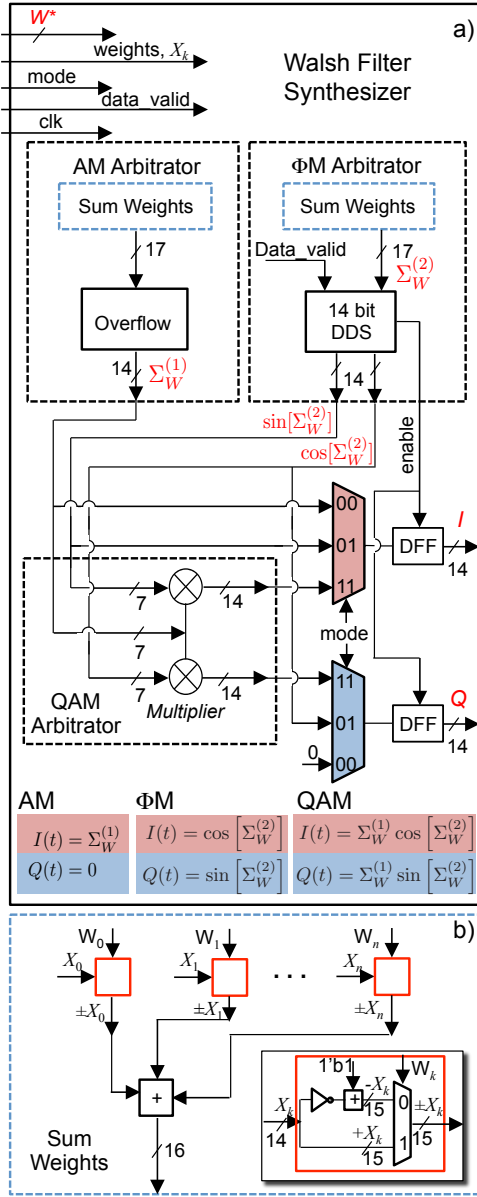 a)
W*
weights, X_k
mode
data_valid
clk
Walsh Filter
Synthesizer
AM Arbitrator
ΦM Arbitrator
Sum Weights
Sum Weights
17
Data_valid
17
Σ_W^(2)
Overflow
14 bit
DDS
14
Σ_W^(1)
14
sin[Σ_W^(2)]
cos[Σ_W^(2)]
enable
00
I
01
DFF
14
11
7
14
mode
7
11
7
14
Q
QAM
Arbitrator
Multiplier
01
DFF
14
0
00
AM
ΦM
QAM
I(t) = Σ_W^(1)
I(t) = cos [Σ_W^(2)]
I(t) = Σ_W^(1) cos [Σ_W^(2)]
Q(t) = 0
Q(t) = sin [Σ_W^(2)]
Q(t) = Σ_W^(1) sin [Σ_W^(2)]
b)
W_0
W_1
W_n
X_0
X_1
. . .
X_n
±X_0
±X_1
±X_n
+
16
Sum
Weights
1'b1
W_k
X_k
14
+
-X_k
15
0
±X_k
15
+X_k
15
1